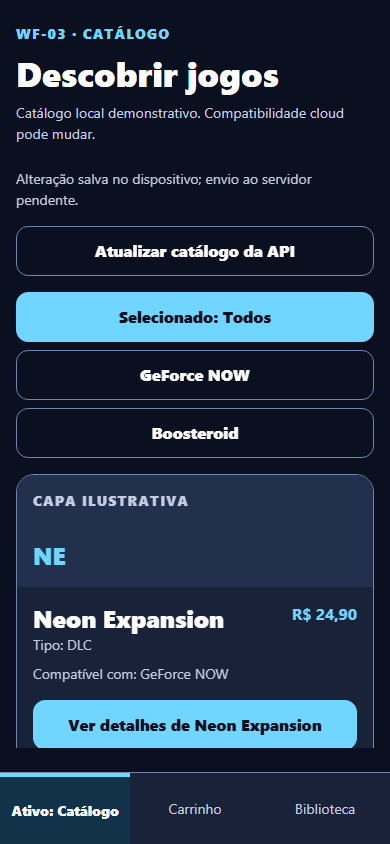 WF-03 • CATÁLOGO
Descobrir jogos
Catálogo local demonstrativo. Compatibilidade cloud
pode mudar.
Alteração salva no dispositivo; envio ao servidor
pendente.
Atualizar catálogo da API
Selecionado: Todos
GeForce NOW
Boosteroid
CAPA ILUSTRATIVA
NE
Neon Expansion
R$ 24,90
Tipo: DLC
Compatível com: GeForce NOW
Ver detalhes de Neon Expansion
Ativo: Catálogo
Carrinho
Biblioteca